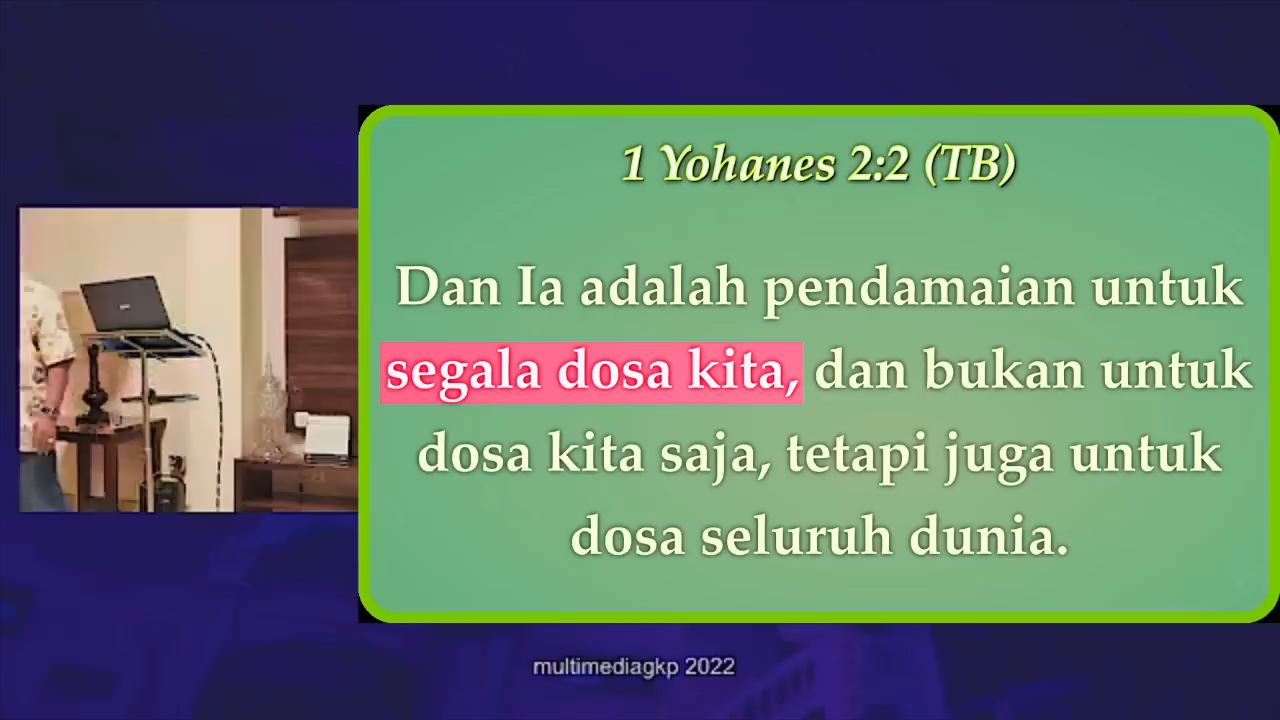 1 Yohanes 2:2 (TB)
Dan Ia adalah pendamaian untuk
segala dosa kita, dan bukan untuk
dosa kita saja, tetapi juga untuk
dosa seluruh dunia.
multimediagkp 2022